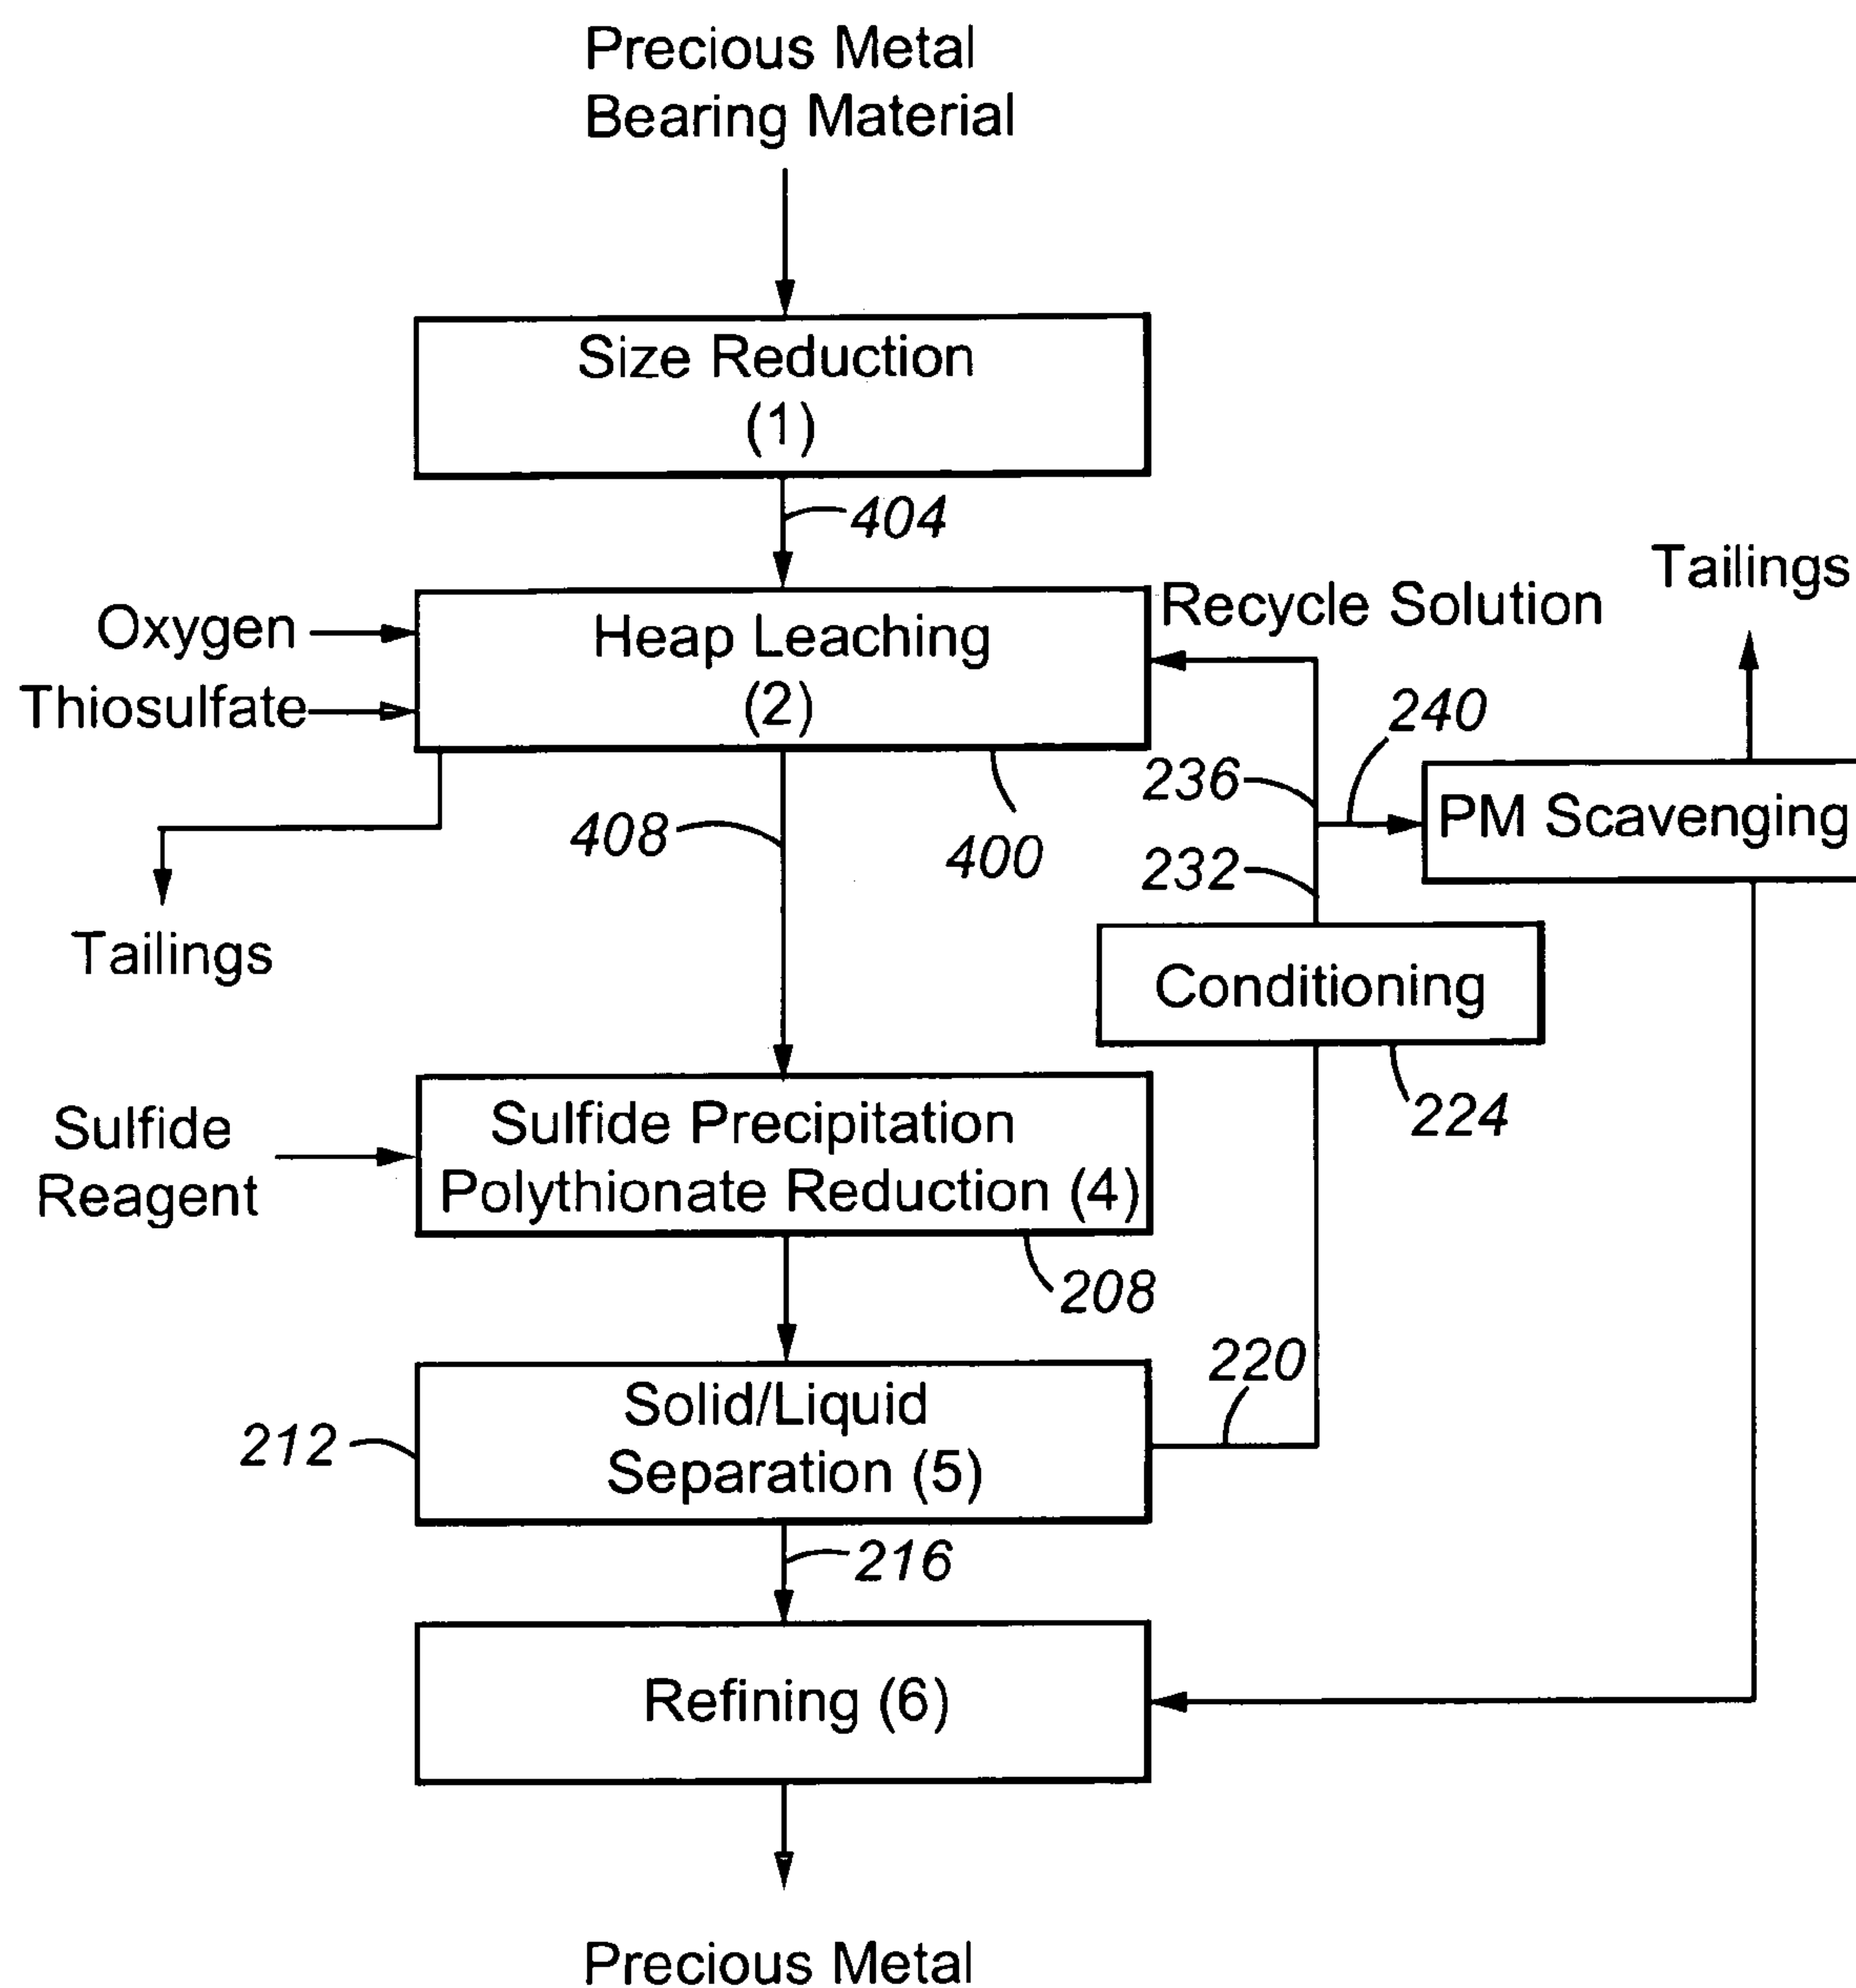 Precious Metal
Bearing Material
Size Reduction
(1)
404
Tailings
Oxygen
Heap Leaching
(2)
Recycle Solution
Thiosulfate
240
236
PM Scavenging
408
400
232
Tailings
Conditioning
224
Sulfide
Reagent
Sulfide Precipitation
Polythionate Reduction (4)
208
220
Solid/Liquid
Separation (5)
212
216
Refining (6)
Precious Metal